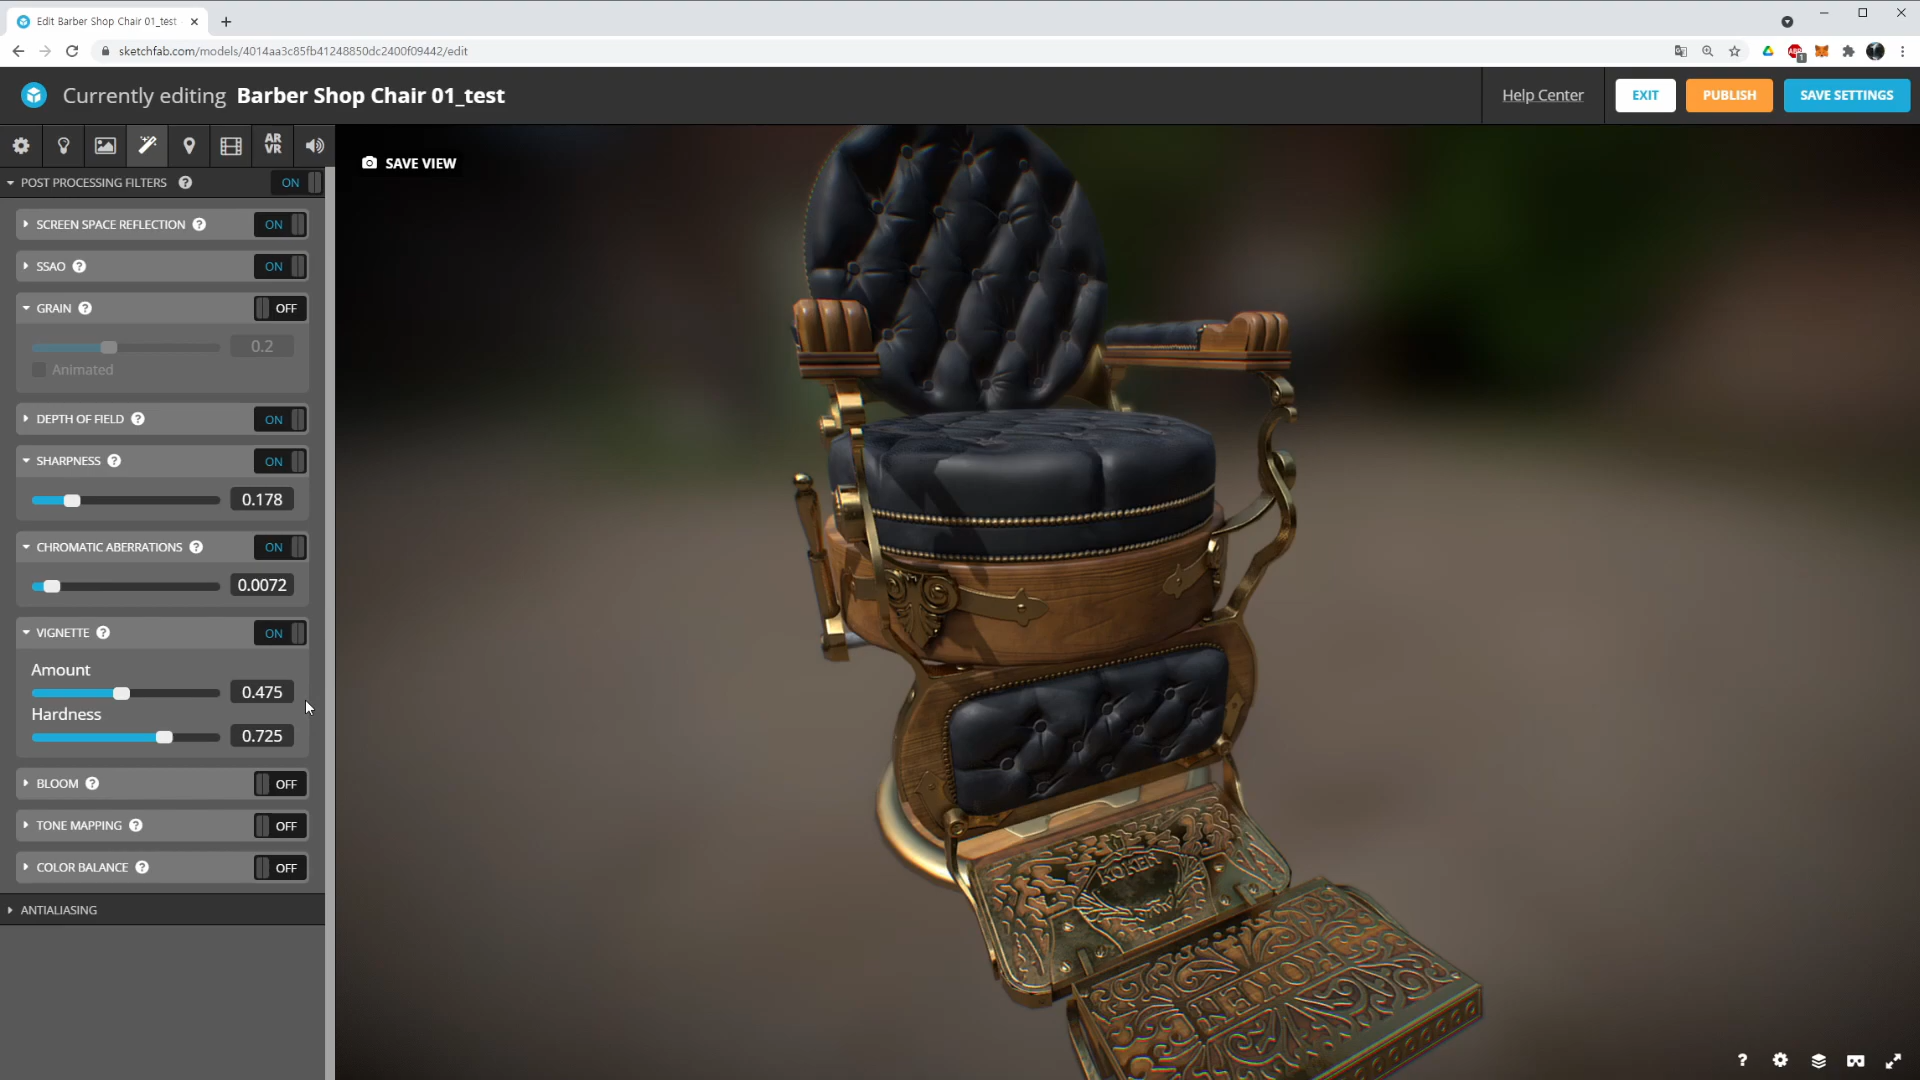 Edit Barber Shop Chair 01_test
sketchfab.com/models/4014aa3c85fb41248850dc2400f09442/edit
ABP
1
Currently editing Barber Shop Chair 01_test
Help Center
EXIT
PUBLISH
SAVE SETTINGS
AR
VR
SAVE VIEW
POST PROCESSING FILTERS ? ON
SCREEN SPACE REFLECTION ? ON
SSAO ? ON
GRAIN ? OFF
0.2
Animated
DEPTH OF FIELD ? ON
SHARPNESS ? ON
0.178
CHROMATIC ABERRATIONS ? ON
0.0072
VIGNETTE ? ON
Amount
0.475
Hardness
0.725
BLOOM ? OFF
TONE MAPPING ? OFF
COLOR BALANCE ? OFF
ANTIALIASING
KOKEN
KOKEN
?